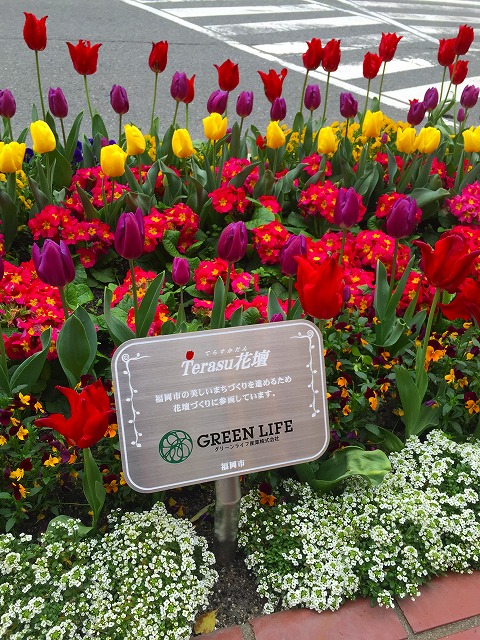 てらすかだん
Terasu花壇
福岡市の美しいまちづくりを進めるため
花壇づくりに参画しています。
GREEN LIFE
グリーンライフ産業株式会社
福岡市